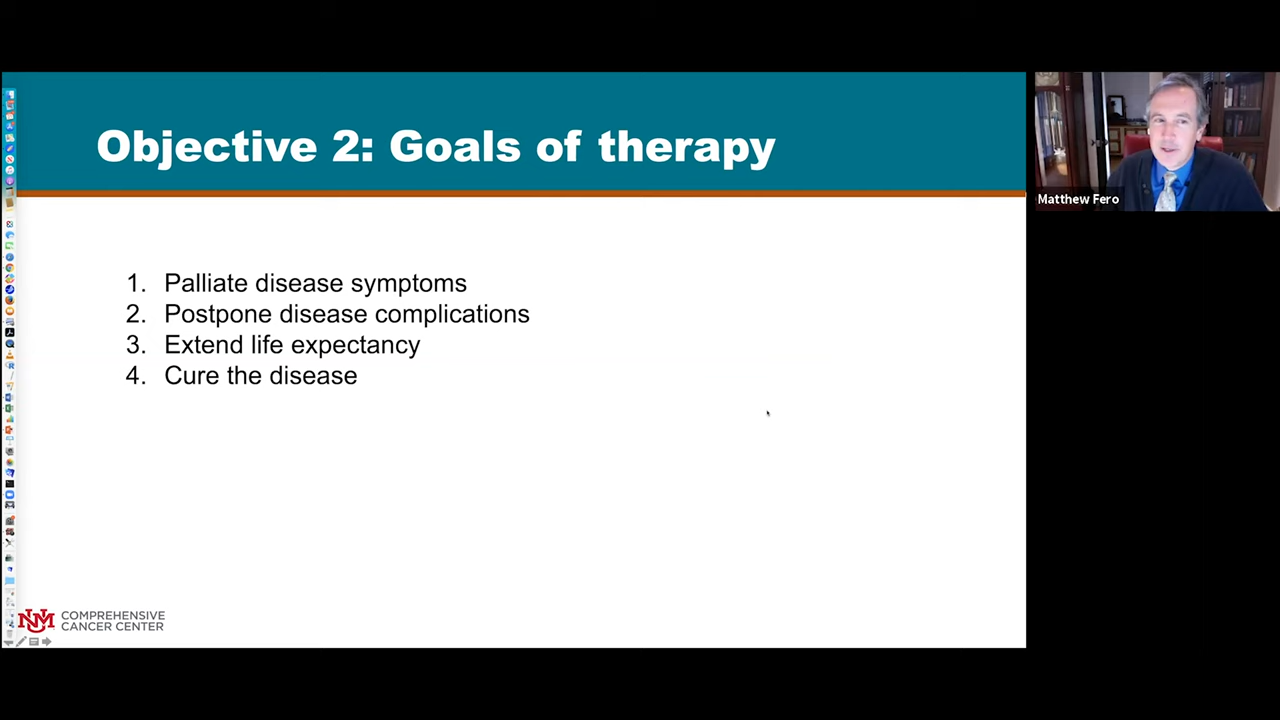 Objective 2: Goals of therapy
Matthew Fero
1. Palliate disease symptoms
2. Postpone disease complications
3. Extend life expectancy
4. Cure the disease
UNM COMPREHENSIVE
CANCER CENTER